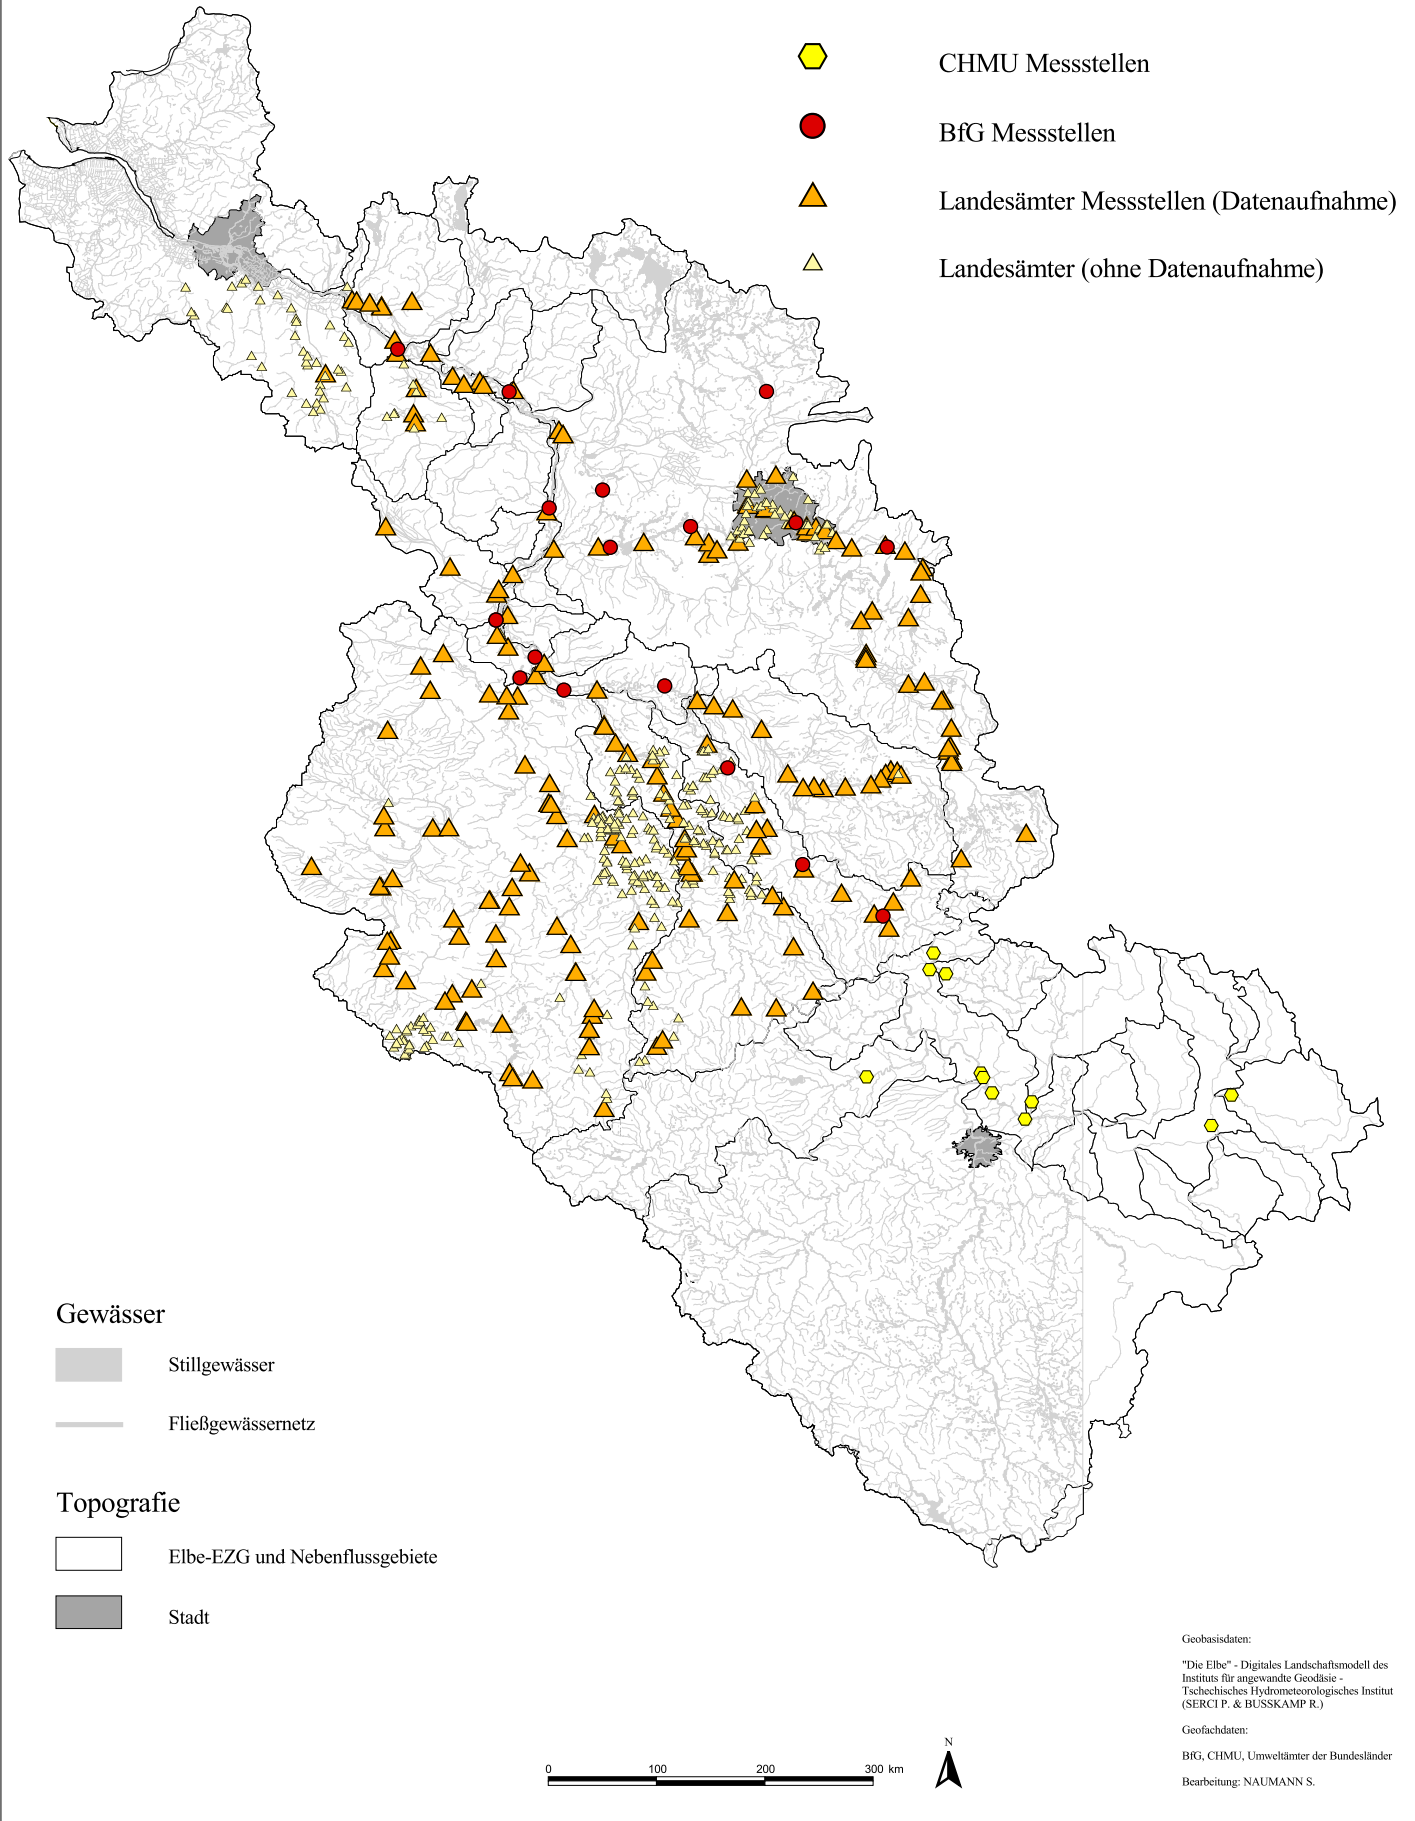 CHMU Messstellen
BfG Messstellen
Landesämter Messstellen (Datenaufnahme)
Landesämter (ohne Datenaufnahme)
Gewässer
Stillgewässer
Fließgewässernetz
Topografie
Elbe-EZG und Nebenflussgebiete
Stadt
Geobasisdaten:
"Die Elbe" - Digitales Landschaftsmodell des
Instituts für angewandte Geodäsie -
Tschechisches Hydrometeorologisches Institut
(SERCI P. & BUSSKAMP R.)
Geofachdaten:
BfG, CHMU, Umweltämter der Bundesländer
Bearbeitung: NAUMANN S.
N
0 100 200 300 km